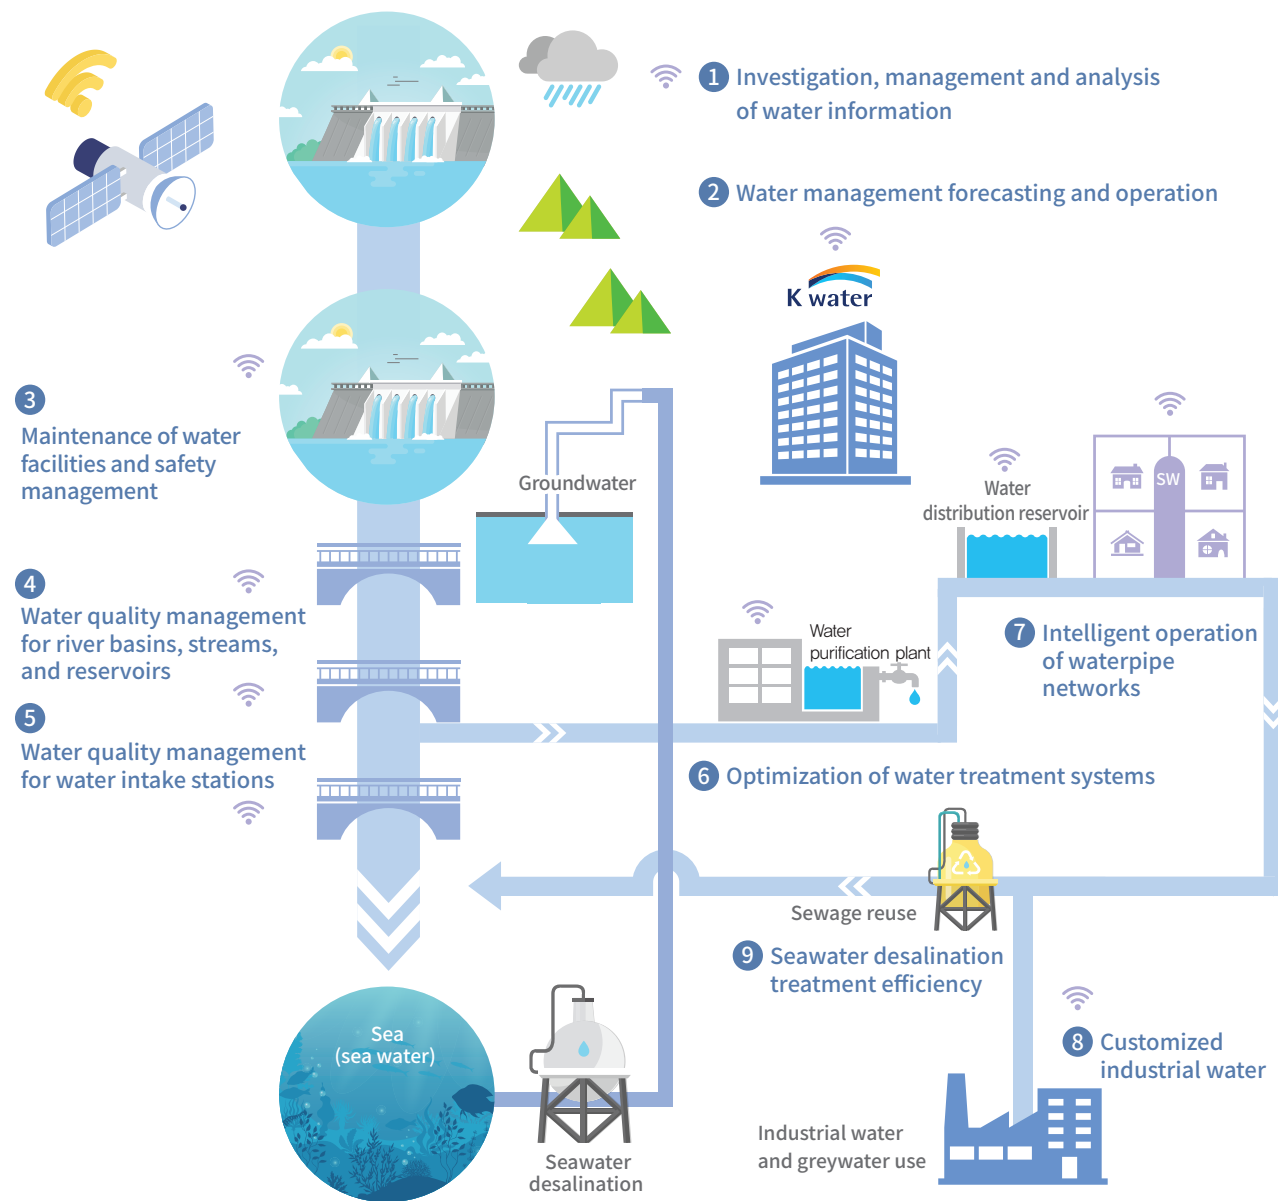 1 Investigation, management and analysis
of water information
2 Water management forecasting and operation
K water
3
Maintenance of water
facilities and safety
management
Groundwater
Water
distribution reservoir
SW
4
Water quality management
for river basins, streams,
and reservoirs
Water
purification plant
7 Intelligent operation
of waterpipe
networks
5
Water quality management
for water intake stations
6 Optimization of water treatment systems
Sewage reuse
9 Seawater desalination
treatment efficiency
Sea
(sea water)
8 Customized
industrial water
Industrial water
and greywater use
Seawater
desalination